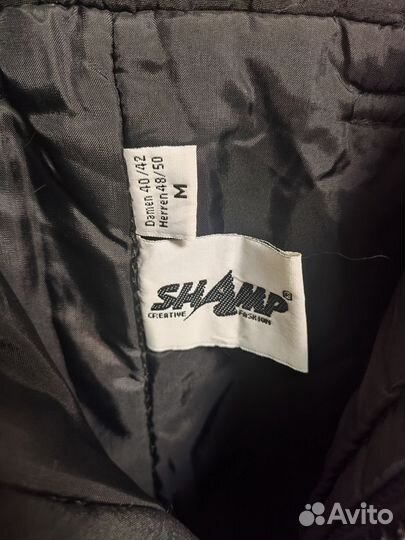 Damen 40/42
Herren 48/50
M
SHAMP®
CREATIVE FASHION
Avito